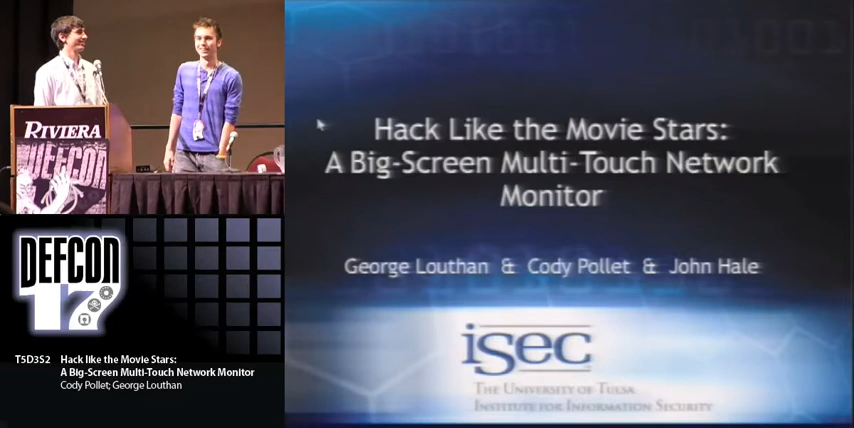 RIVIERA
DEFCON
DEFCON
17
T5D3S2 Hack like the Movie Stars:
A Big-Screen Multi-Touch Network Monitor
Cody Pollet; George Louthan
Hack Like the Movie Stars:
A Big-Screen Multi-Touch Network
Monitor
George Louthan & Cody Pollet & John Hale
isec
THE UNIVERSITY OF TULSA
INSTITUTE FOR INFORMATION SECURITY